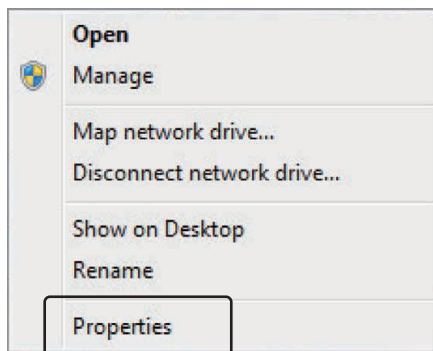 Open
Manage
Map network drive...
Disconnect network drive...
Show on Desktop
Rename
Properties